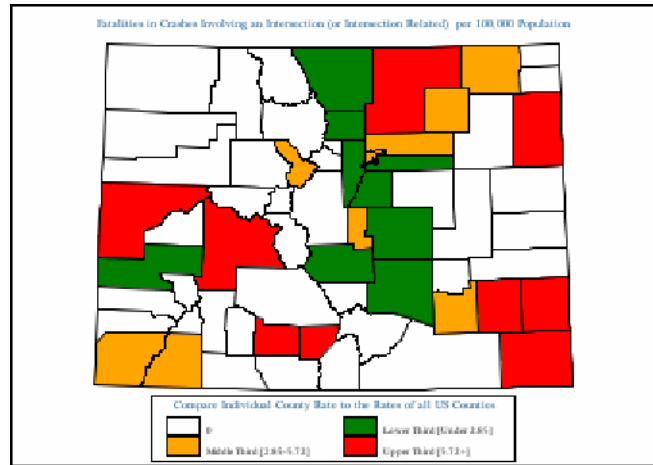 Fatalities in Crashes Involving an Intersection (or Intersection Related) per 100,000 Population
Compare Individual County Rate to the Rates of all US Counties
0
Lower Third [Under 2.85]
Middle Third [2.85-5.72]
Upper Third [5.72+]